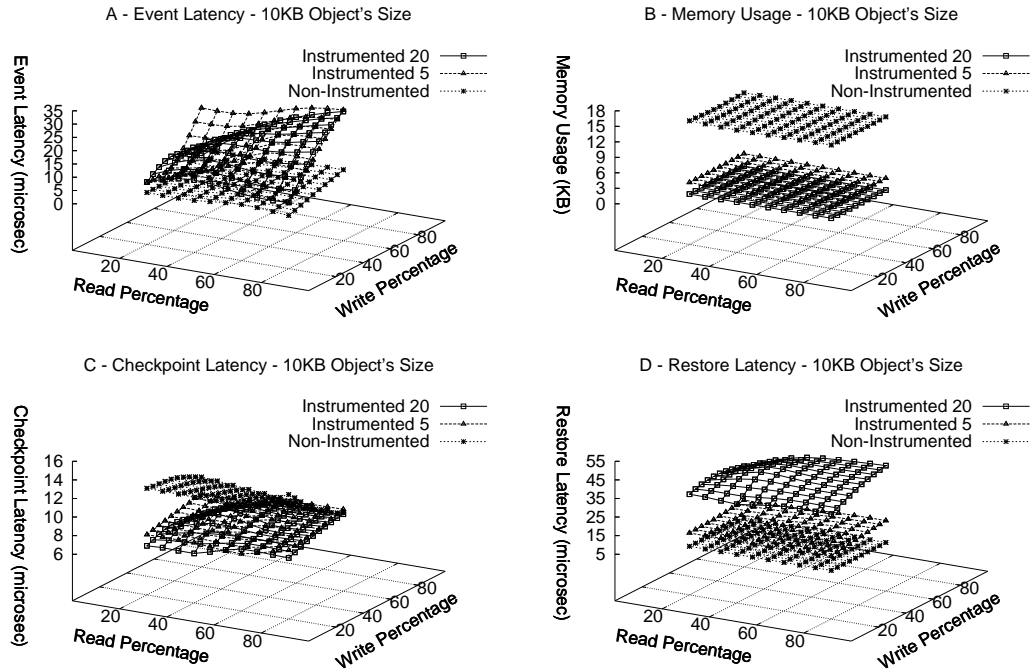 A - Event Latency - 10KB Object's Size
Instrumented 20
Instrumented 5
Non-Instrumented
Event Latency (microsec)
35
30
25
20
15
10
5
0
20
40
60
80
Read Percentage
20
40
60
80
Write Percentage
B - Memory Usage - 10KB Object's Size
Instrumented 20
Instrumented 5
Non-Instrumented
Memory Usage (KB)
18
15
12
9
6
3
0
20
40
60
80
Read Percentage
20
40
60
80
Write Percentage
C - Checkpoint Latency - 10KB Object's Size
Instrumented 20
Instrumented 5
Non-Instrumented
Checkpoint Latency (microsec)
16
14
12
10
8
6
20
40
60
80
Read Percentage
20
40
60
80
Write Percentage
D - Restore Latency - 10KB Object's Size
Instrumented 20
Instrumented 5
Non-Instrumented
Restore Latency (microsec)
55
45
35
25
15
5
20
40
60
80
Read Percentage
20
40
60
80
Write Percentage